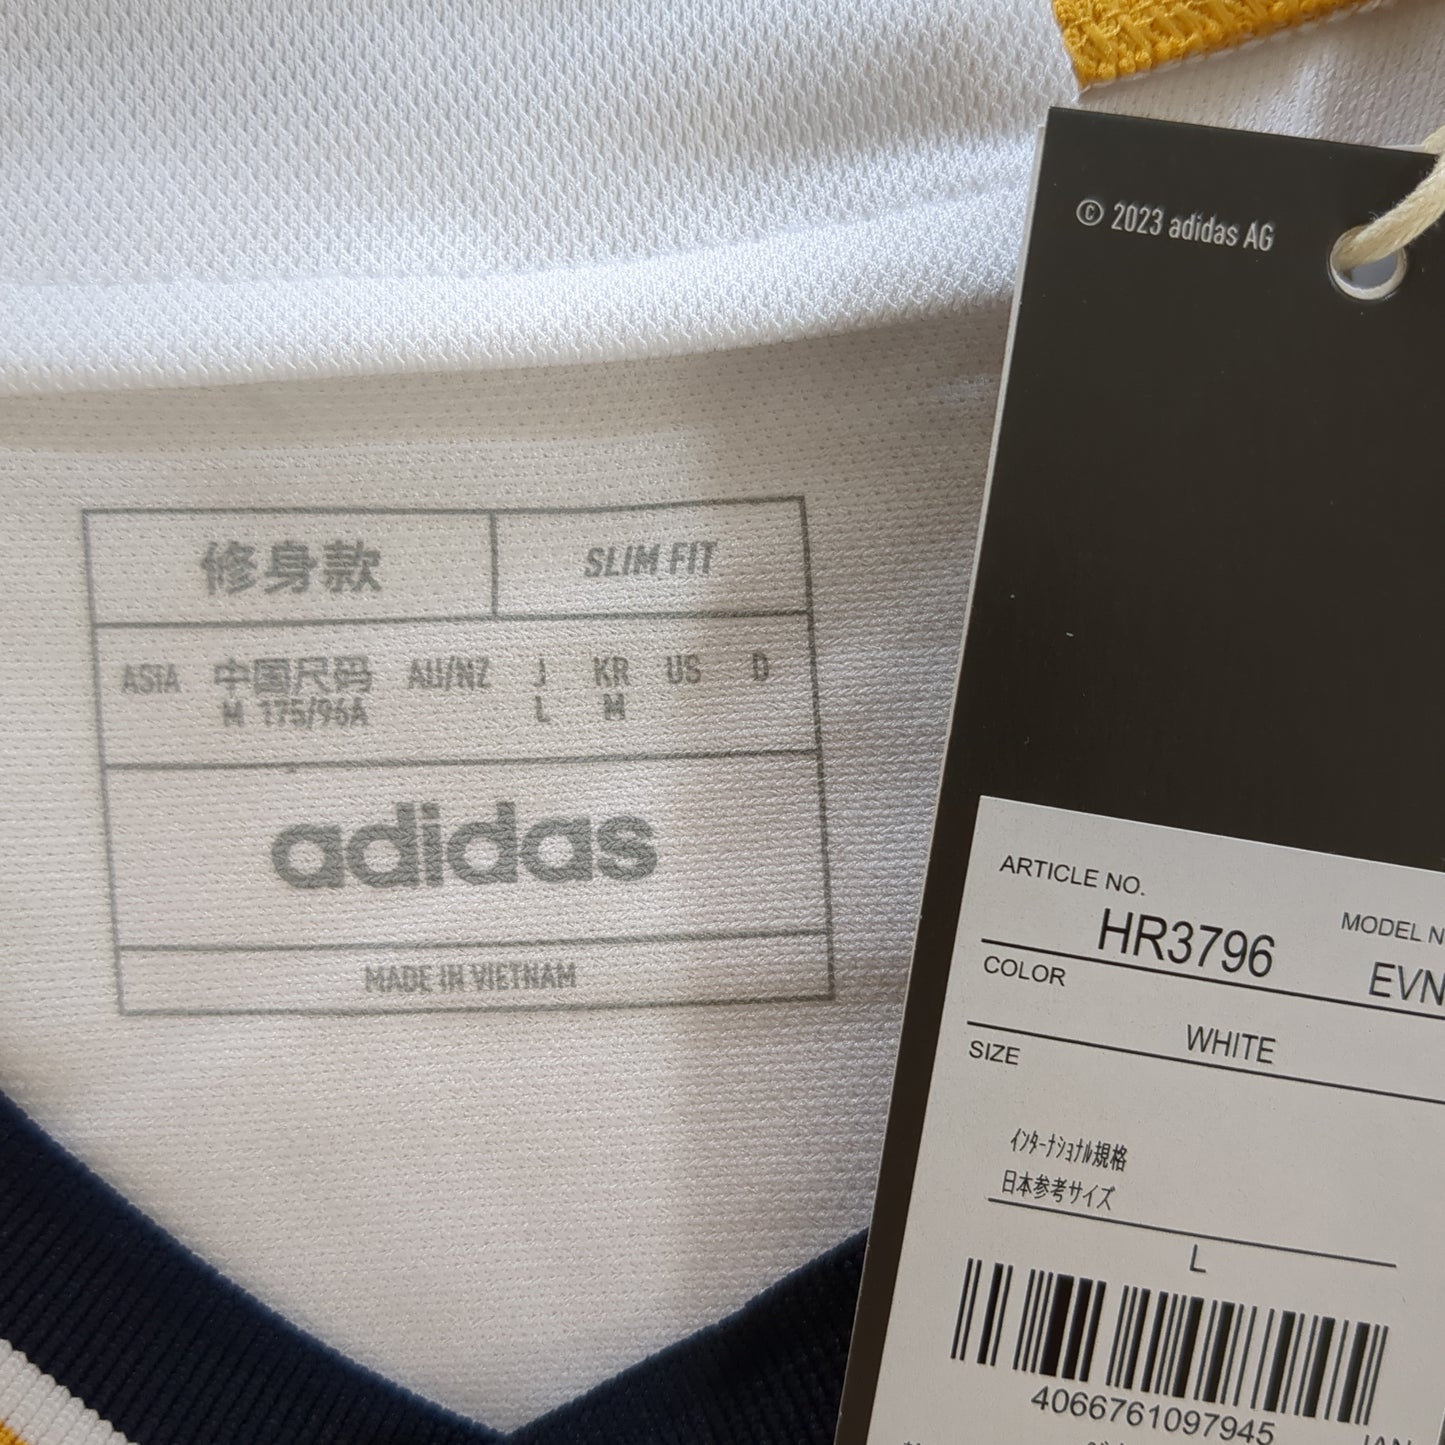 修身款 SLIM FIT
ASIA 中国尺码 AU/NZ J KR US D
M 175/96A L M
adidas
MADE IN VIETNAM
© 2023 adidas AG
ARTICLE NO.
HR3796
MODEL N
EVN
COLOR
WHITE
SIZE
インターナショナル規格
日本参考サイズ
L
4066761097945